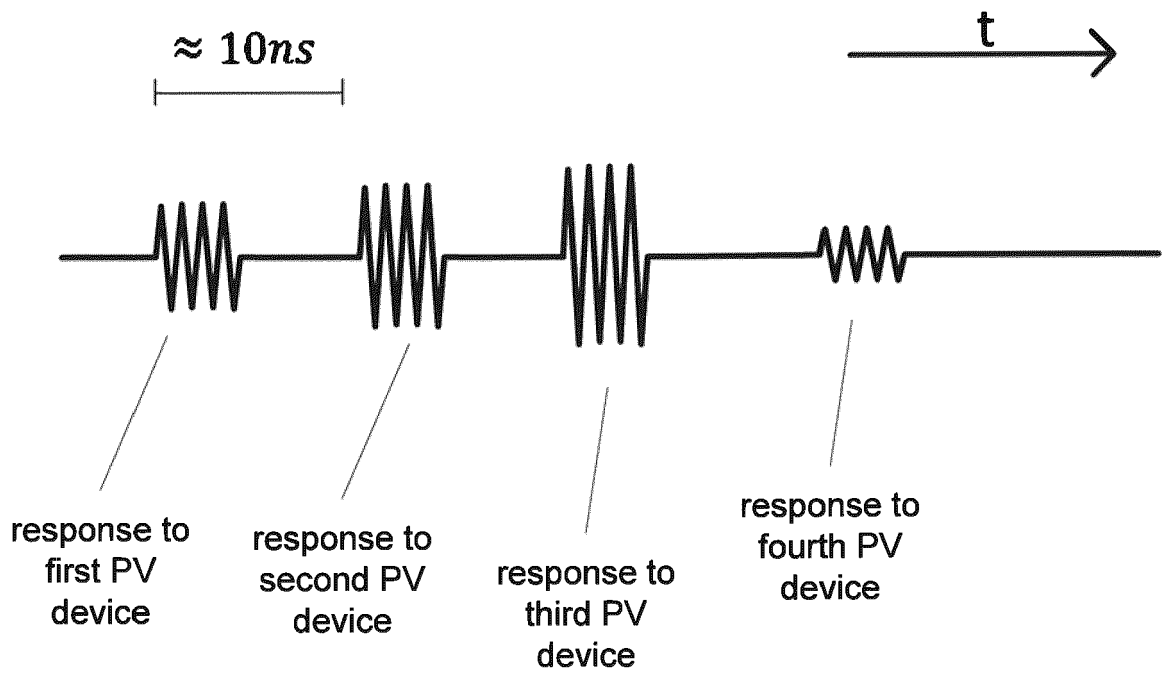 ≈ 10ns
t
response to
first PV
device
response to
second PV
device
response to
third PV
device
response to
fourth PV
device